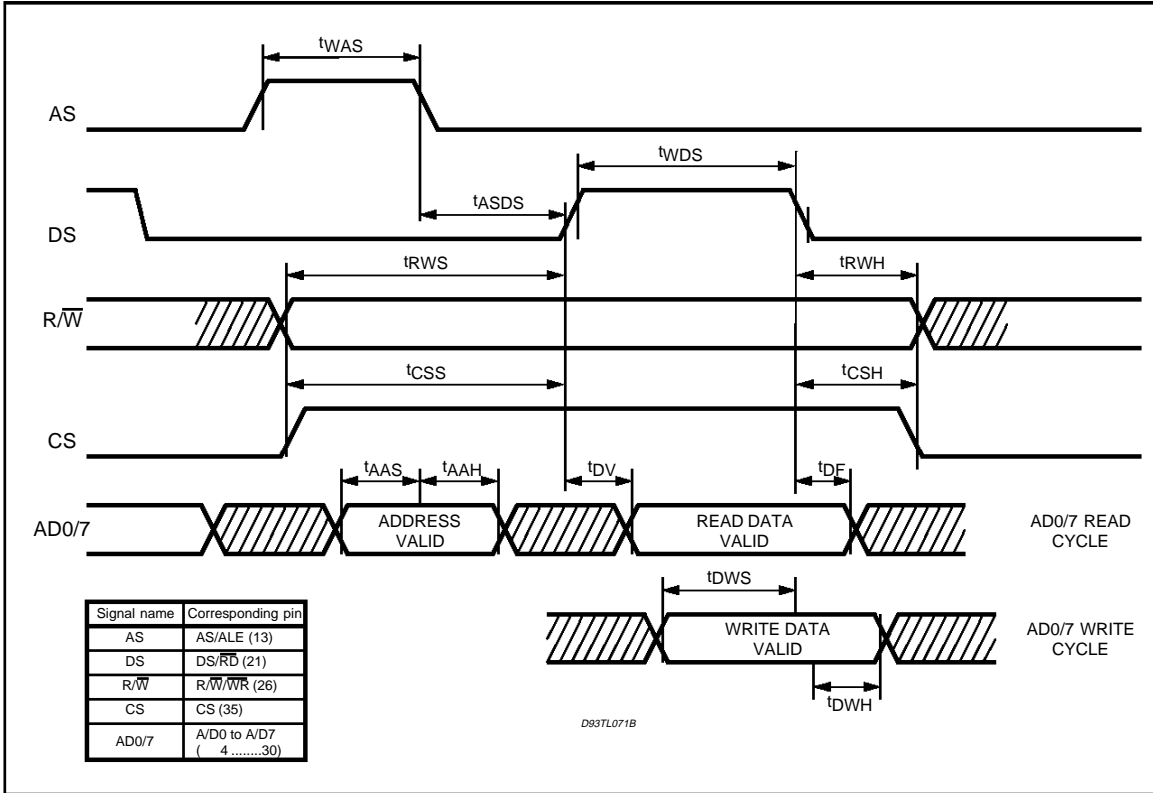 tWAS
AS
tWDS
tASDS
DS
tRWS
tRWH
R/W̅
tCSS
tCSH
CS
tAAS
tAAH
tDV
tDF
AD0/7
ADDRESS
VALID
READ DATA
VALID
AD0/7 READ
CYCLE
tDWS
WRITE DATA
VALID
AD0/7 WRITE
CYCLE
tDWH
Signal name Corresponding pin
AS AS/ALE (13)
DS DS/R̅D̅ (21)
R/W̅ R/W̅/W̅R̅ (26)
CS CS (35)
AD0/7 A/D0 to A/D7
( 4 ........30)
D93TL071B